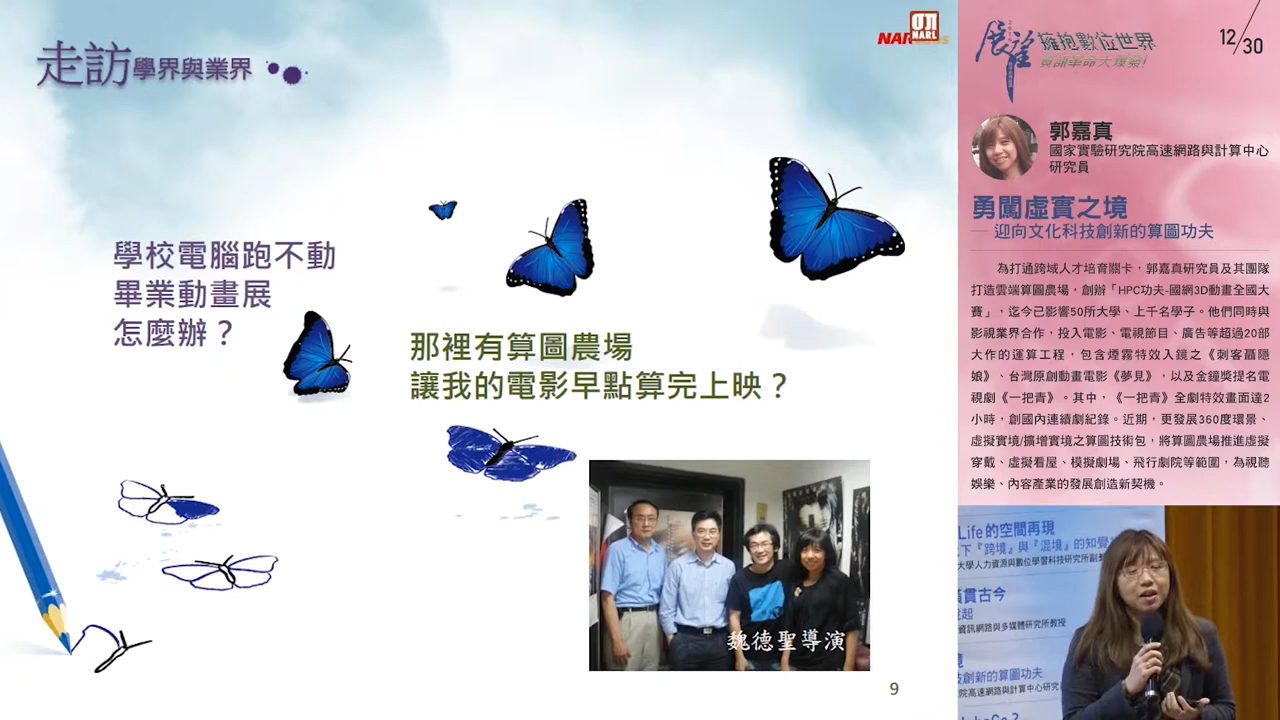 走訪學界與業界
NARL
學校電腦跑不動
畢業動畫展
怎麼辦？
那裡有算圖農場
讓我的電影早點算完上映？
魏德聖導演
9
展望
擁抱數位世界
12/30
郭嘉真
國家實驗研究院高速網路與計算中心
研究員
勇闖虛實之境
迎向文化科技創新的算圖功夫
為打通跨域人才培育關卡，郭嘉真研究員及其團隊
打造雲端算圖農場，創辦「HPC功夫-國網3D動畫全國大
賽」，迄今已影響50所大學、上千名學子。他們同時與
影視業界合作，投入電影、電視節目、廣告等超過20部
大作的運算工程，包含煙霧特效入鏡之《刺客聶隱
娘》、台灣原創動畫電影《夢見》，以及金鐘獎提名電
視劇《一把青》。其中，《一把青》全劇特效畫面達2
小時，創國內連續劇紀錄。近期，更發展360度環景、
虛擬實境/擴增實境之算圖技術包，將算圖農場推進虛擬
穿戴、虛擬看屋、模擬劇場、飛行劇院等範圍，為視聽
娛樂、內容產業的發展創造新契機。
Life的空間再現
下『跨境』與『混境』的知覺
大學人力資源與數位學習科技研究所副
貫古今
資訊網路與多媒體研究所教授
境
技創新的算圖功夫
院高速網路與計算中心研究